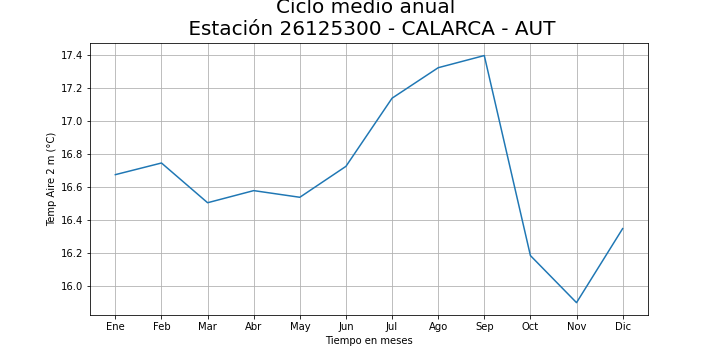 Ciclo medio anual
Estación 26125300 - CALARCA - AUT
Temp Aire 2 m (°C)
17.4
17.2
17.0
16.8
16.6
16.4
16.2
16.0
Ene Feb Mar Abr May Jun Jul Ago Sep Oct Nov Dic
Tiempo en meses